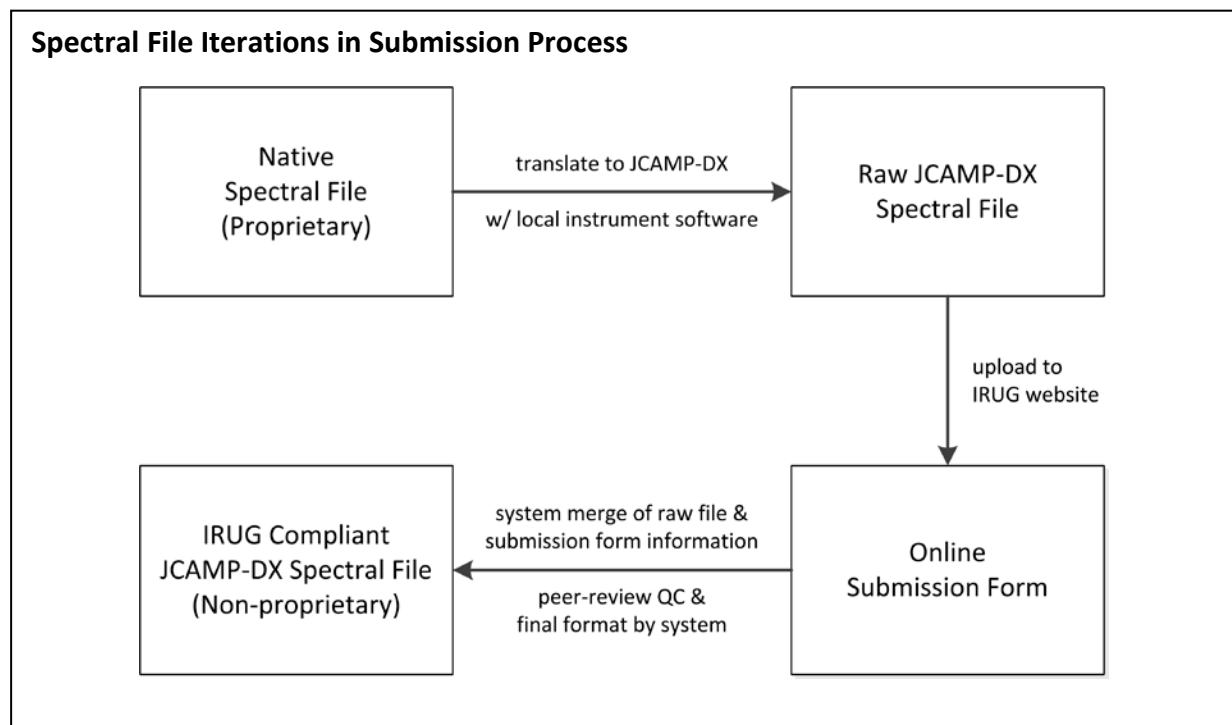 Spectral File Iterations in Submission Process
Native
Spectral File
(Proprietary)
translate to JCAMP-DX
w/ local instrument software
Raw JCAMP-DX
Spectral File
upload to
IRUG website
IRUG Compliant
JCAMP-DX Spectral File
(Non-proprietary)
system merge of raw file &
submission form information
peer-review QC &
final format by system
Online
Submission Form